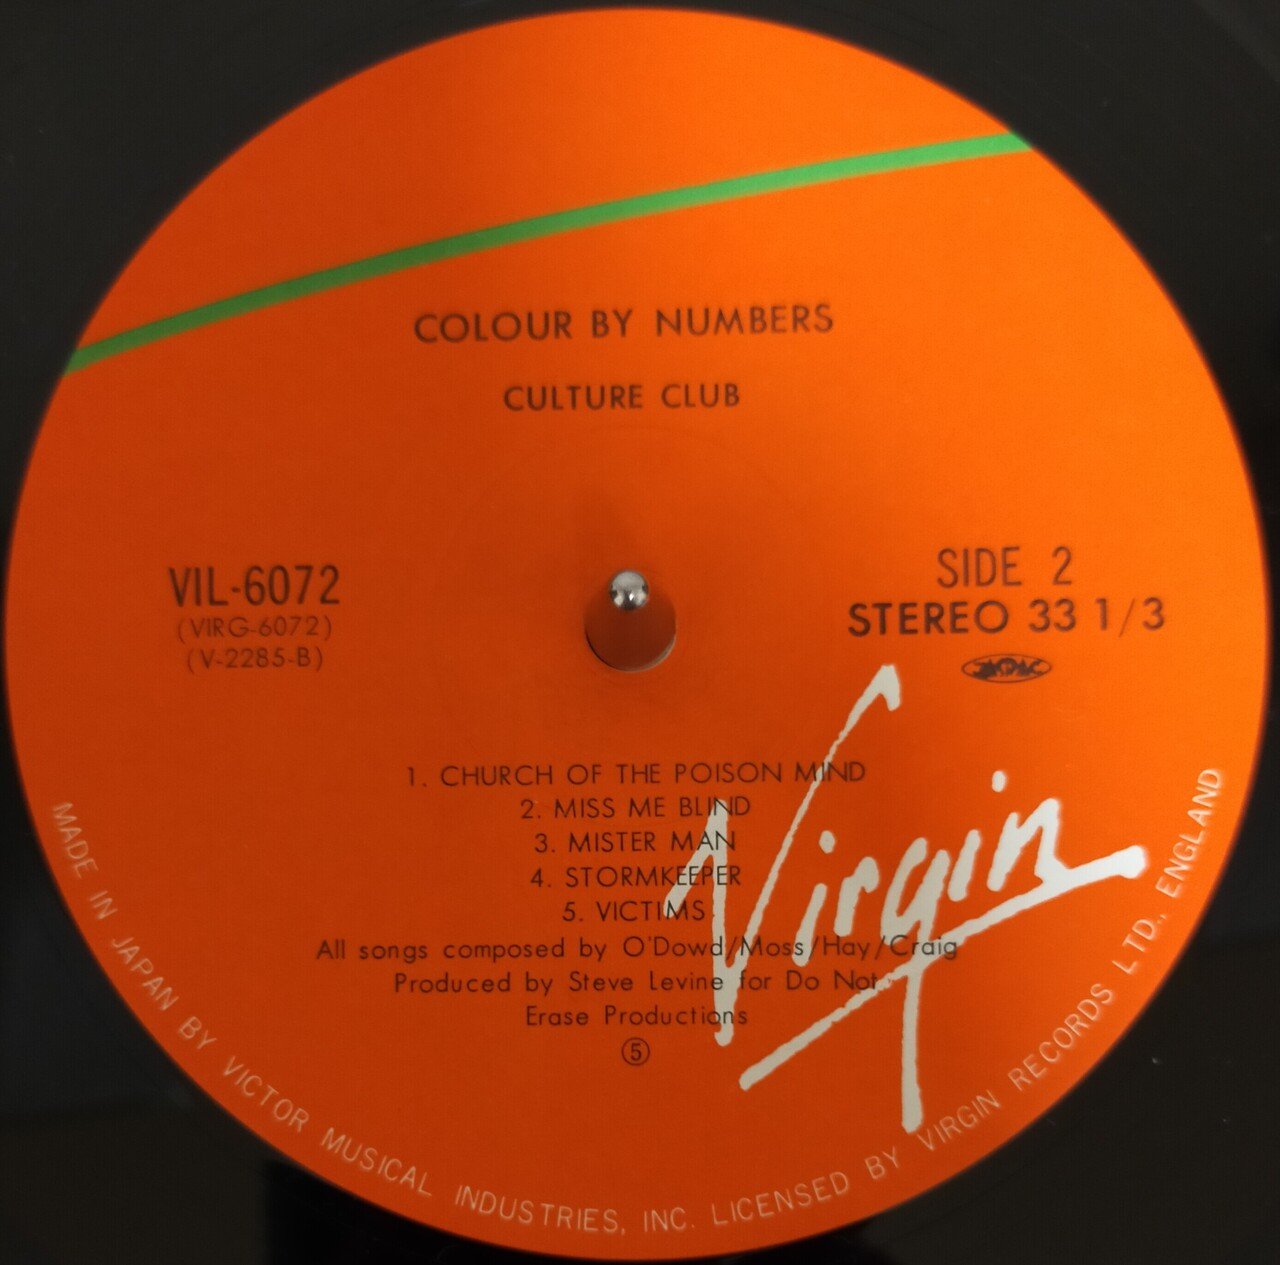 COLOUR BY NUMBERS
CULTURE CLUB
VIL-6072
(VIRG-6072)
(V-2285-B)
SIDE 2
STEREO 33 1/3
1. CHURCH OF THE POISON MIND
2. MISS ME BLIND
3. MISTER MAN
4. STORMKEEPER
5. VICTIMS
All songs composed by O'Dowd/Moss/Hay/Craig
Produced by Steve Levine for Do Not
Erase Productions
⑤
Virgin
MADE IN JAPAN BY VICTOR MUSICAL INDUSTRIES, INC. LICENSED BY VIRGIN RECORDS LTD., ENGLAND